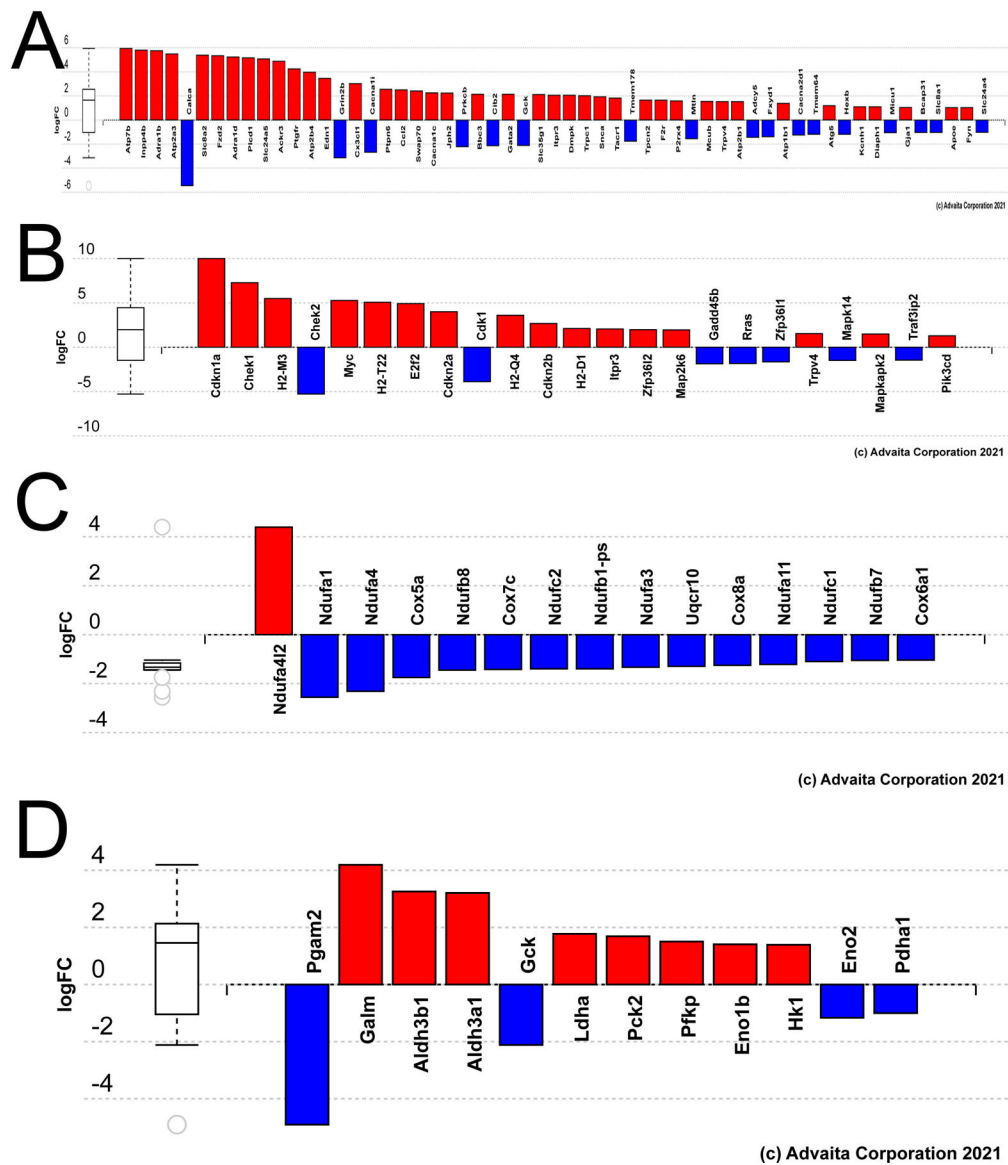 A
logFC
6
4
2
0
-2
-4
-6
Calca Grin2b Cacna1i Prkcb Cib2 Gck Tmem178 Mtln Adcy5 Fxyd1 Cacna2d1 Tmem64 Hexb Micu1 Bcap31 Slc8a1 Slc24a4
Atp7b Inpp4b Adra1b Atp2a3 Slc8a2 Fzd2 Adra1d Plcd1 Slc24a5 Ackr3 Ptgfr Atp2b4 Edn1 Cx3cl1 Ptpn6 Ccl2 Swap70 Cacna1c Jph2 Bbc3 Gata2 Slc35g1 Itpr3 Dmpk Trpc1 Snca Tacr1 Tpcn2 F2r P2rx4 Mcub Trpv4 Atp2b1 Atp1b1 Atg5 Kcnh1 Diaph1 Gja1 Apoe Fyn
(c) Advaita Corporation 2021
B
logFC
10
5
0
-5
-10
Chek2 Cdk1 Gadd45b Rras Zfp36l1 Mapk14 Traf3ip2
Cdkn1a Chek1 H2-M3 Myc H2-T22 E2f2 Cdkn2a H2-Q4 Cdkn2b H2-D1 Itpr3 Zfp36l2 Map2k6 Trpv4 Mapkapk2 Pik3cd
(c) Advaita Corporation 2021
C
logFC
4
2
0
-2
-4
Ndufa1 Ndufa4 Cox5a Ndufb8 Cox7c Ndufc2 Ndufb1-ps Ndufa3 Uqcr10 Cox8a Ndufa11 Ndufc1 Ndufb7 Cox6a1
Ndufa4l2
(c) Advaita Corporation 2021
D
logFC
4
2
0
-2
-4
Pgam2 Gck Eno2 Pdha1
Galm Aldh3b1 Aldh3a1 Ldha Pck2 Pfkp Eno1b Hk1
(c) Advaita Corporation 2021